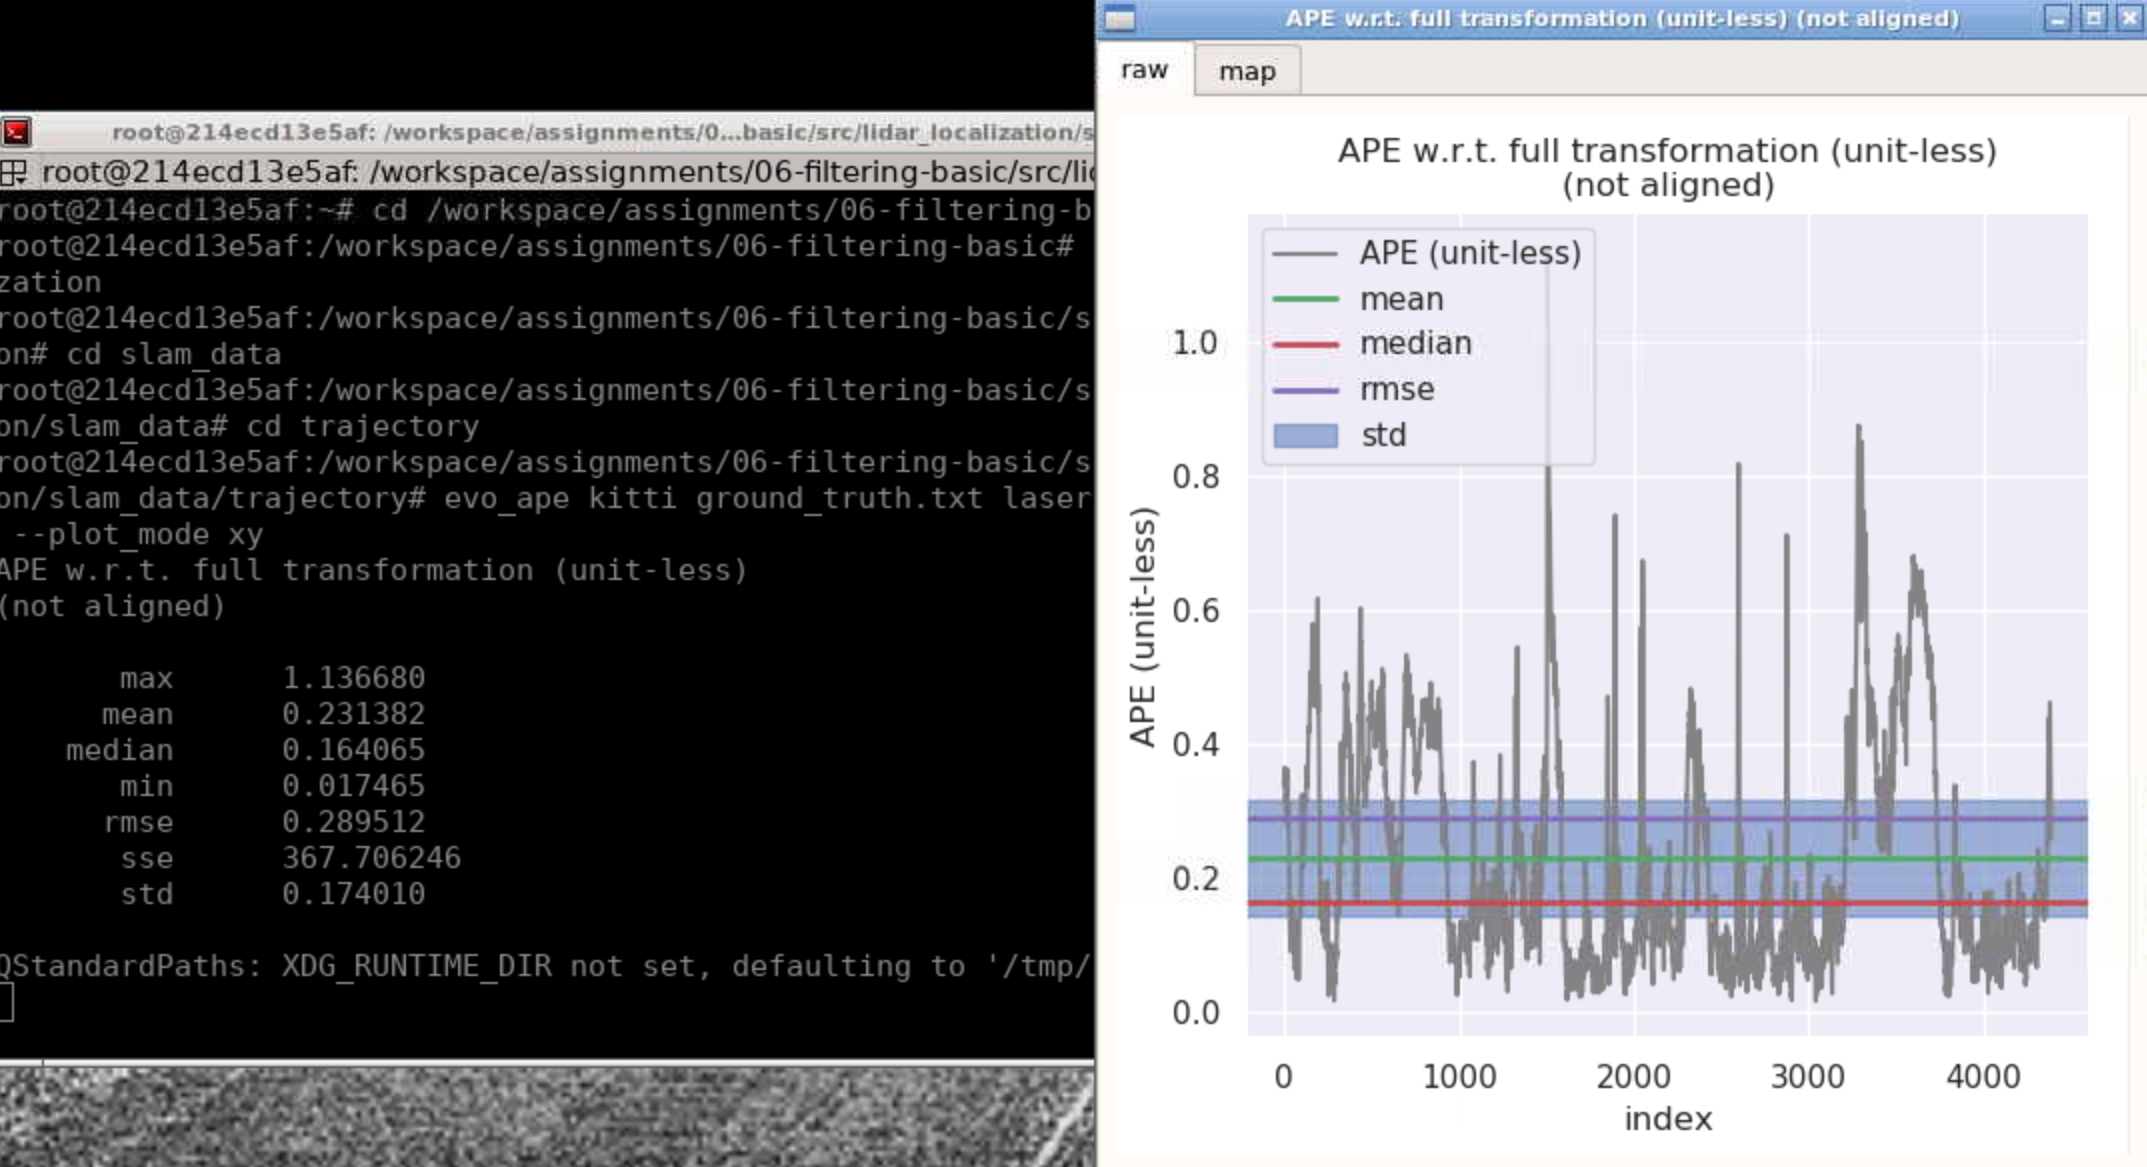 root@214ecd13e5af: /workspace/assignments/0...basic/src/lidar_localization/s
root@214ecd13e5af: /workspace/assignments/06-filtering-basic/src/lid
root@214ecd13e5af:~# cd /workspace/assignments/06-filtering-b
root@214ecd13e5af:/workspace/assignments/06-filtering-basic#
zation
root@214ecd13e5af:/workspace/assignments/06-filtering-basic/s
on# cd slam_data
root@214ecd13e5af:/workspace/assignments/06-filtering-basic/s
on/slam_data# cd trajectory
root@214ecd13e5af:/workspace/assignments/06-filtering-basic/s
on/slam_data/trajectory# evo_ape kitti ground_truth.txt laser
--plot_mode xy
APE w.r.t. full transformation (unit-less)
(not aligned)
max 1.136680
mean 0.231382
median 0.164065
min 0.017465
rmse 0.289512
sse 367.706246
std 0.174010
QStandardPaths: XDG_RUNTIME_DIR not set, defaulting to '/tmp/
APE w.r.t. full transformation (unit-less) (not aligned)
raw map
APE w.r.t. full transformation (unit-less)
(not aligned)
APE (unit-less)
mean
median
rmse
std
APE (unit-less)
1.0
0.8
0.6
0.4
0.2
0.0
0 1000 2000 3000 4000
index